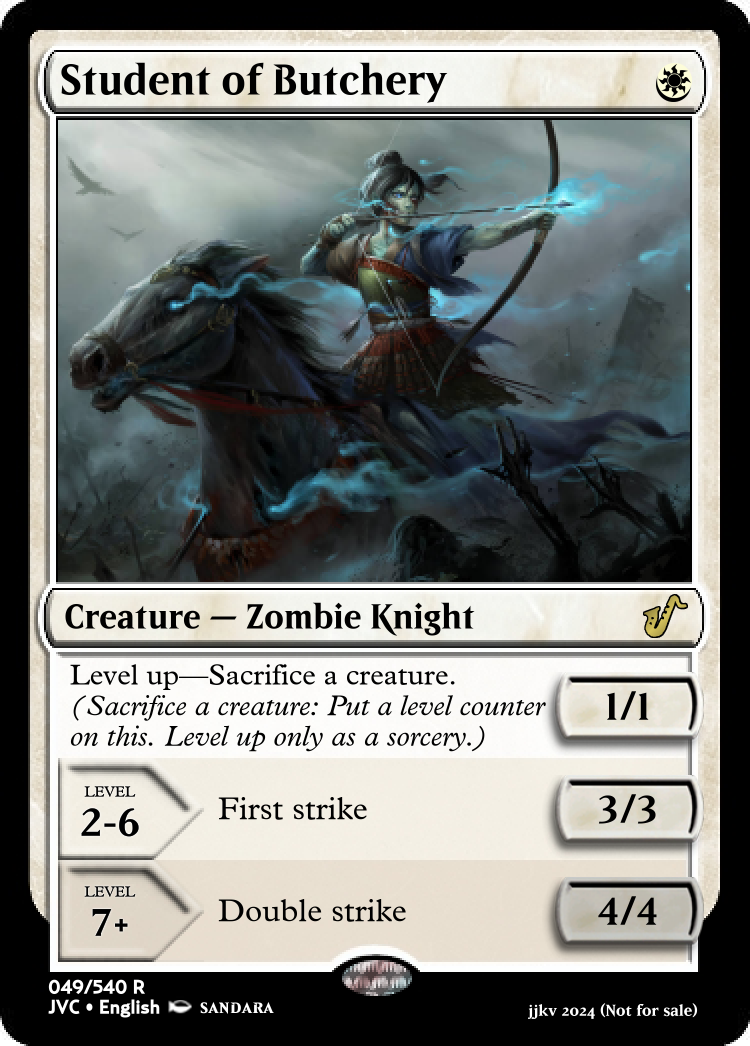 Student of Butchery
Creature — Zombie Knight
Level up—Sacrifice a creature.
(Sacrifice a creature: Put a level counter
on this. Level up only as a sorcery.)
1/1
LEVEL
2-6
First strike
3/3
LEVEL
7+
Double strike
4/4
049/540 R
JVC • English SANDARA
jjkv 2024 (Not for sale)